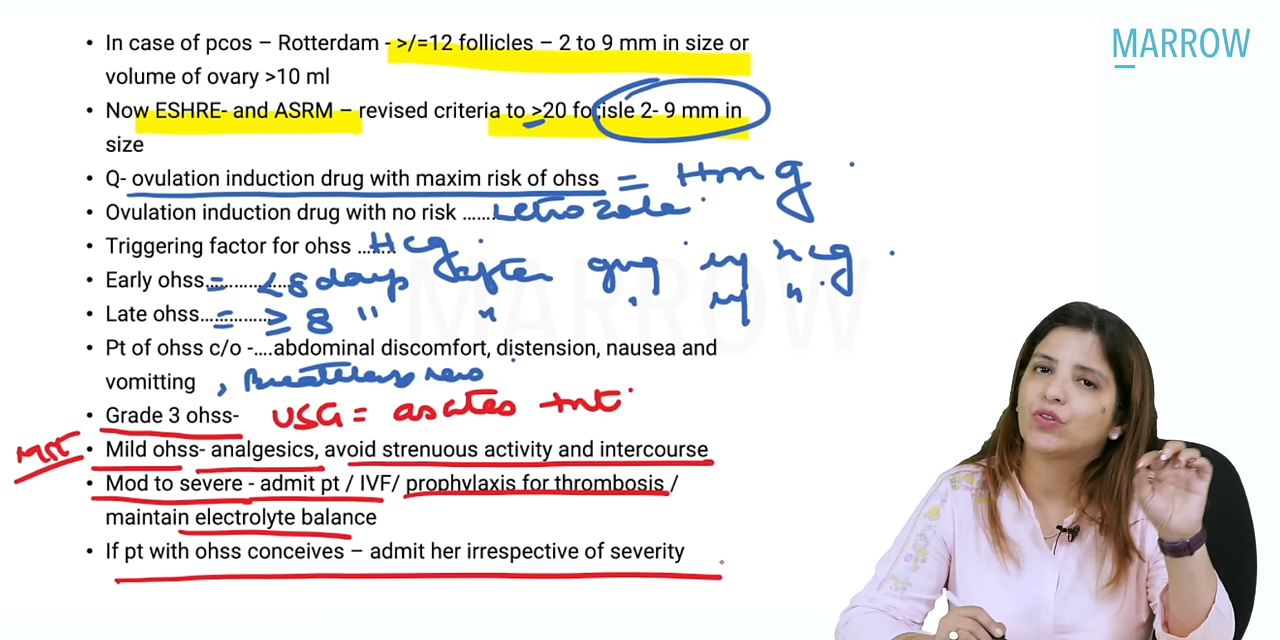 MARROW
• In case of pcos – Rotterdam - >/=12 follicles – 2 to 9 mm in size or
volume of ovary >10 ml
• Now ESHRE- and ASRM – revised criteria to >20 fo;isle 2- 9 mm in
size
• Q- ovulation induction drug with maxim risk of ohss = Hmg
• Ovulation induction drug with no risk ......Letrozole
• Triggering factor for ohss ........Hcg
• Early ohss=................ <8 days after gvg inj hcg
• Late ohss............... = ≥ 8 " " " inj "
• Pt of ohss c/o -....abdominal discomfort, distension, nausea and
vomitting , Breathlessness
• Grade 3 ohss- USG = ascites +nt
• Mild ohss- analgesics, avoid strenuous activity and intercourse
• Mod to severe - admit pt / IVF/ prophylaxis for thrombosis /
maintain electrolyte balance
• If pt with ohss conceives – admit her irrespective of severity